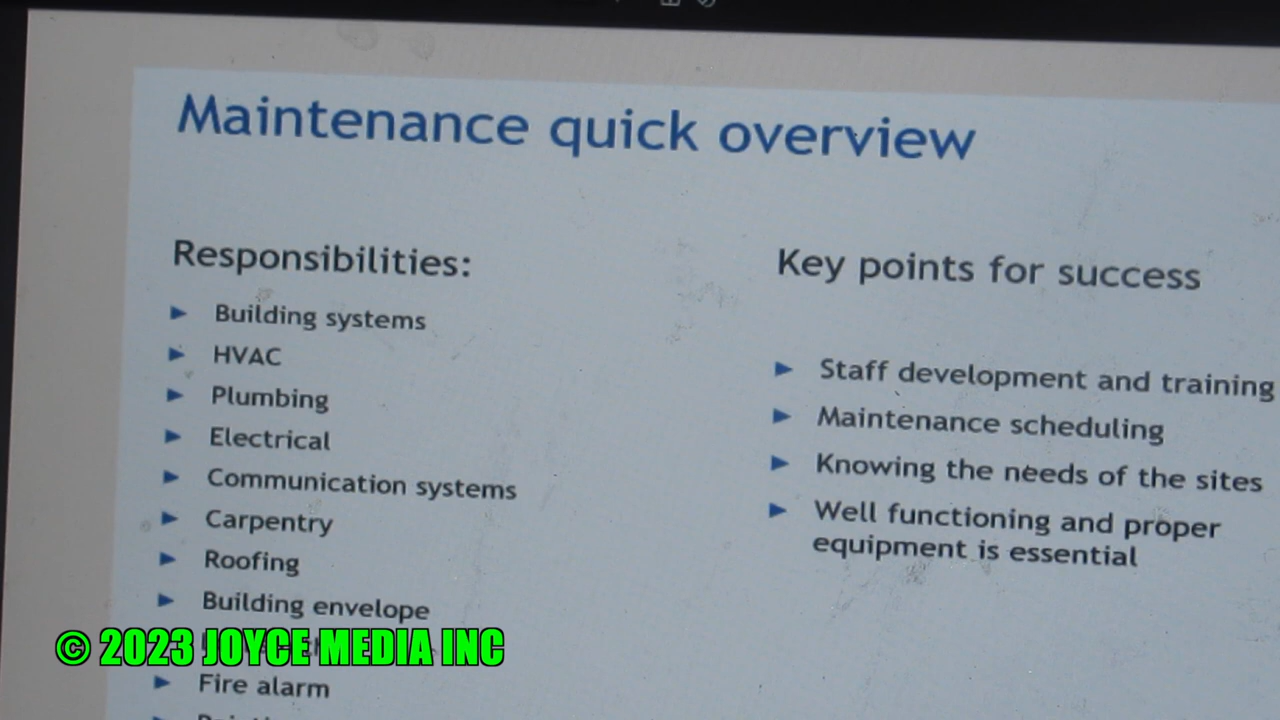 Maintenance quick overview
Responsibilities:
Building systems
HVAC
Plumbing
Electrical
Communication systems
Carpentry
Roofing
Building envelope
Fire alarm
Key points for success
Staff development and training
Maintenance scheduling
Knowing the needs of the sites
Well functioning and proper
equipment is essential
© 2023 JOYCE MEDIA INC